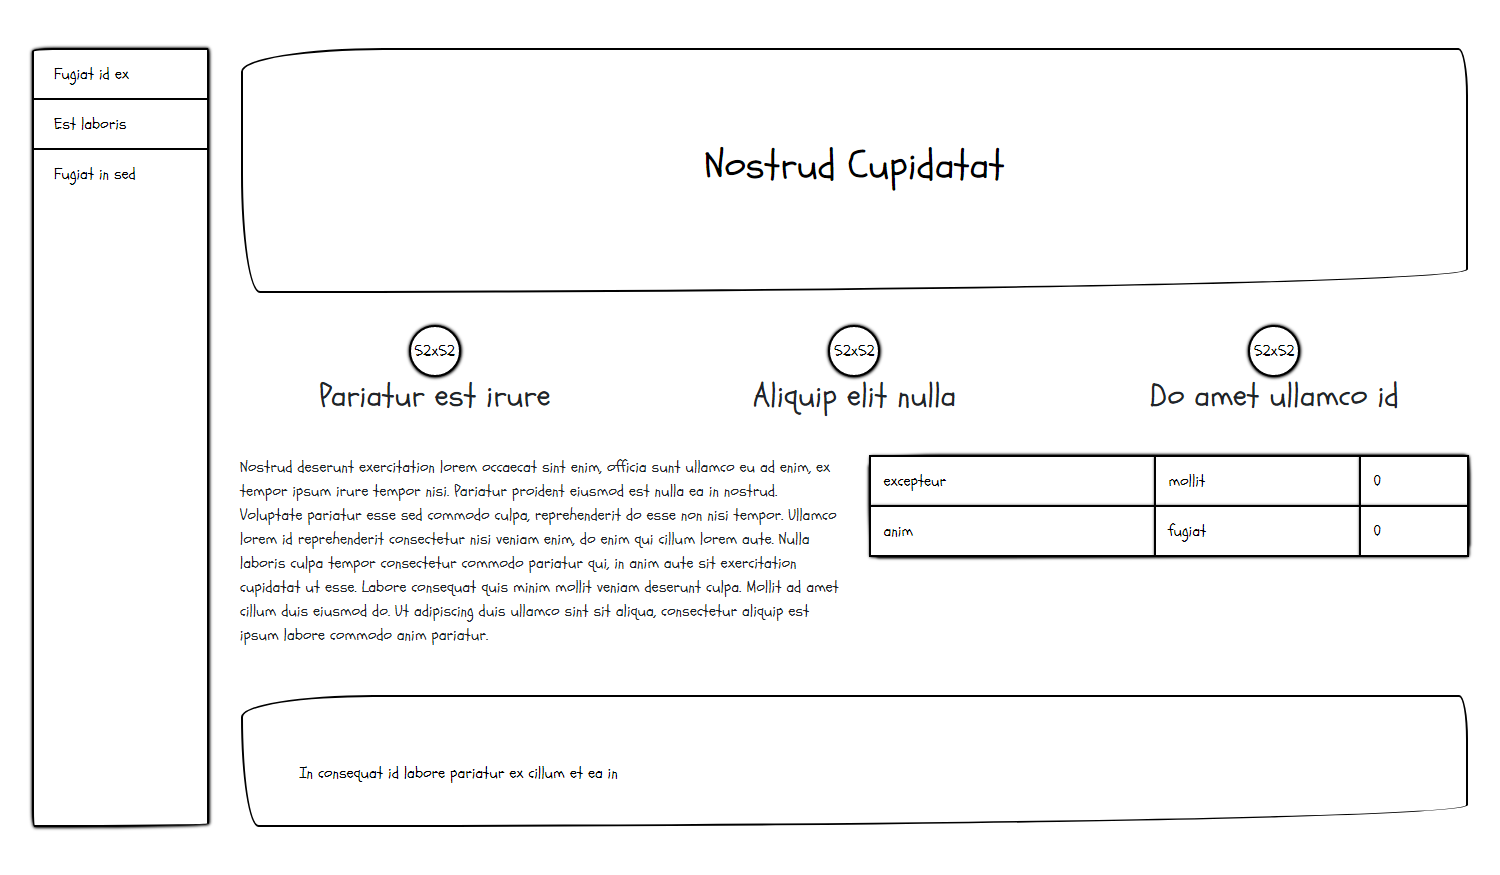 Fugiat id ex
Est laboris
Fugiat in sed
Nostrud Cupidatat
52x52
Pariatur est irure
52x52
Aliquip elit nulla
52x52
Do amet ullamco id
Nostrud deserunt exercitation lorem occaecat sint enim, officia sunt ullamco eu ad enim, ex
tempor ipsum irure tempor nisi. Pariatur proident eiusmod est nulla ea in nostrud.
Voluptate pariatur esse sed commodo culpa, reprehenderit do esse non nisi tempor. Ullamco
lorem id reprehenderit consectetur nisi veniam enim, do enim qui cillum lorem aute. Nulla
laboris culpa tempor consectetur commodo pariatur qui, in anim aute sit exercitation
cupidatat ut esse. Labore consequat quis minim mollit veniam deserunt culpa. Mollit ad amet
cillum duis eiusmod do. Ut adipiscing duis ullamco sint sit aliqua, consectetur aliquip est
ipsum labore commodo anim pariatur.
excepteur mollit 0
anim fugiat 0
In consequat id labore pariatur ex cillum et ea in